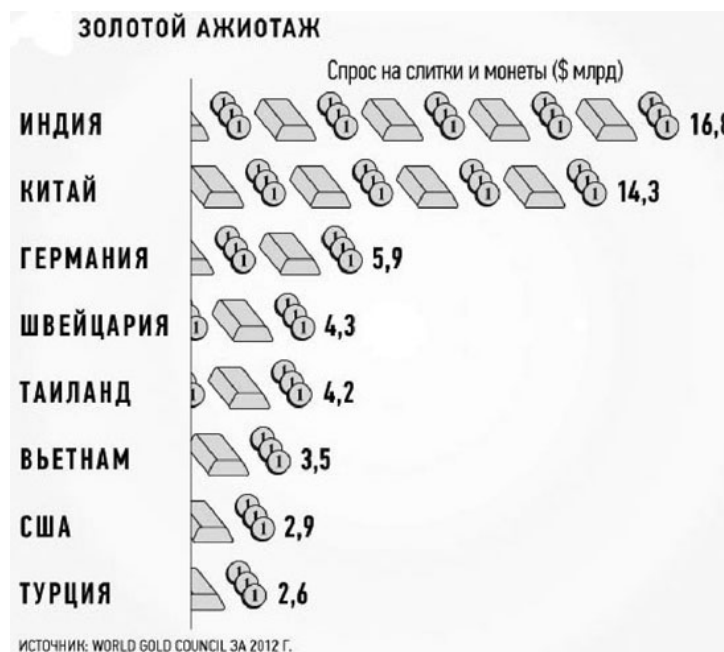 ЗОЛОТОЙ АЖИОТАЖ
Спрос на слитки и монеты ($ млрд)
ИНДИЯ 16,8
КИТАЙ 14,3
ГЕРМАНИЯ 5,9
ШВЕЙЦАРИЯ 4,3
ТАИЛАНД 4,2
ВЬЕТНАМ 3,5
США 2,9
ТУРЦИЯ 2,6
ИСТОЧНИК: WORLD GOLD COUNCIL ЗА 2012 Г.